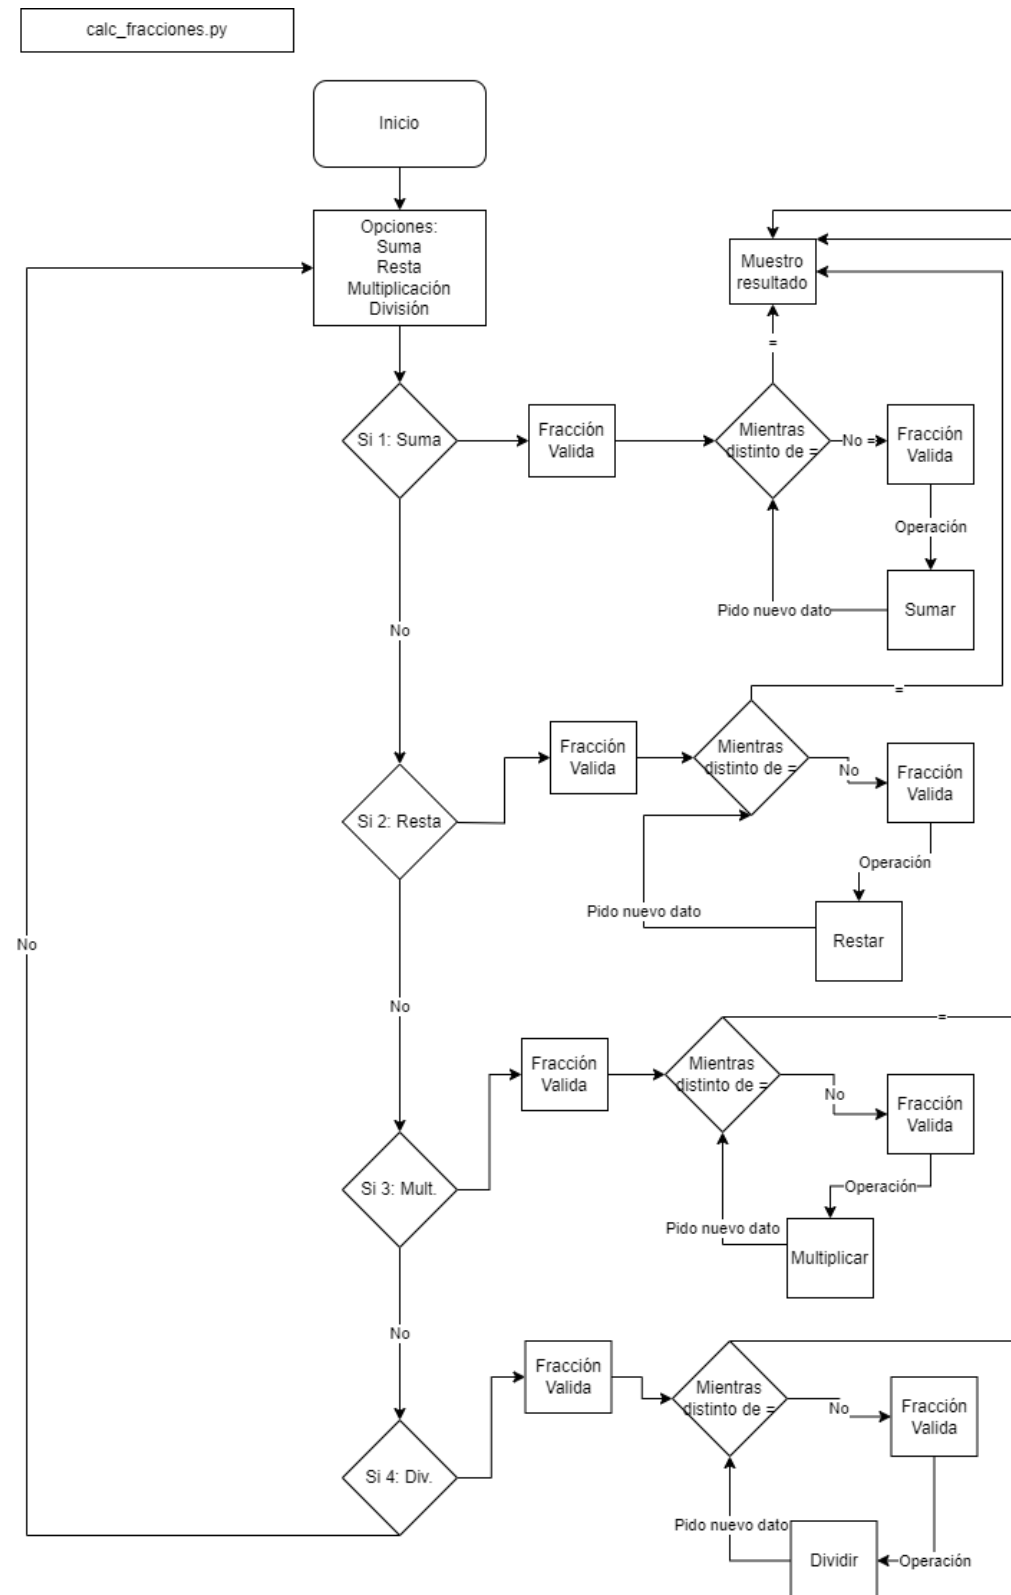 calc_fracciones.py
Inicio
Opciones:
Suma
Resta
Multiplicación
División
Muestro
resultado
=
Si 1: Suma
Fracción
Valida
Mientras
distinto de =
No =
Fracción
Valida
Operación
Pido nuevo dato
Sumar
No
=
Fracción
Valida
Mientras
distinto de =
No
Fracción
Valida
Si 2: Resta
Operación
Pido nuevo dato
Restar
No
No
=
Fracción
Valida
Mientras
distinto de =
No
Fracción
Valida
Si 3: Mult.
Operación
Pido nuevo dato
Multiplicar
No
Fracción
Valida
Mientras
distinto de =
No
Fracción
Valida
Si 4: Div.
Pido nuevo dato
Dividir
Operación